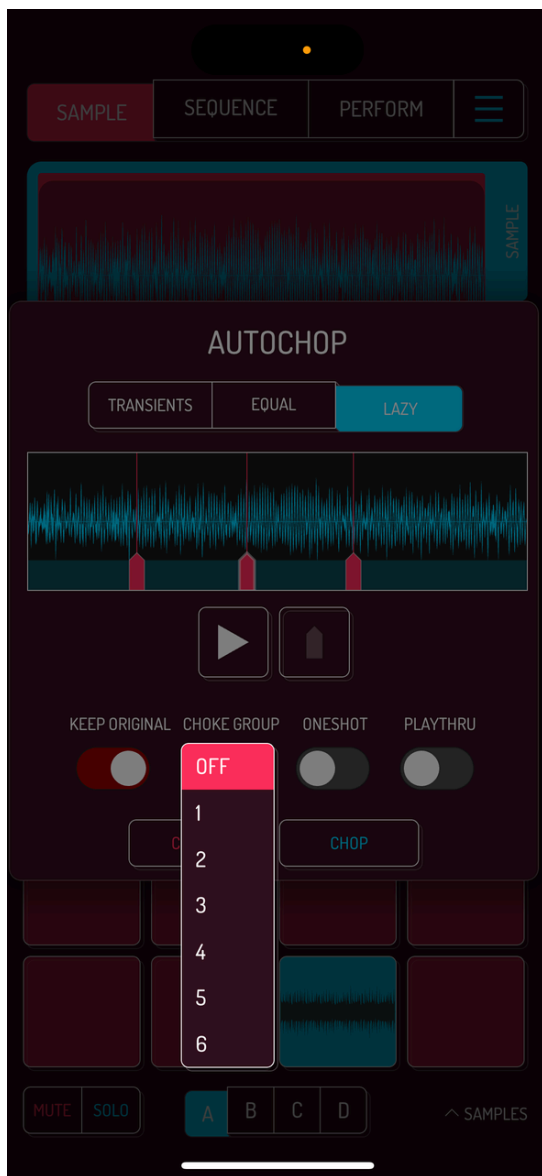 SAMPLE SEQUENCE PERFORM
SAMPLE
AUTOCHOP
TRANSIENTS EQUAL LAZY
KEEP ORIGINAL CHOKE GROUP ONESHOT PLAYTHRU
OFF
1
2
3
4
5
6
CHOP
MUTE SOLO A B C D SAMPLES